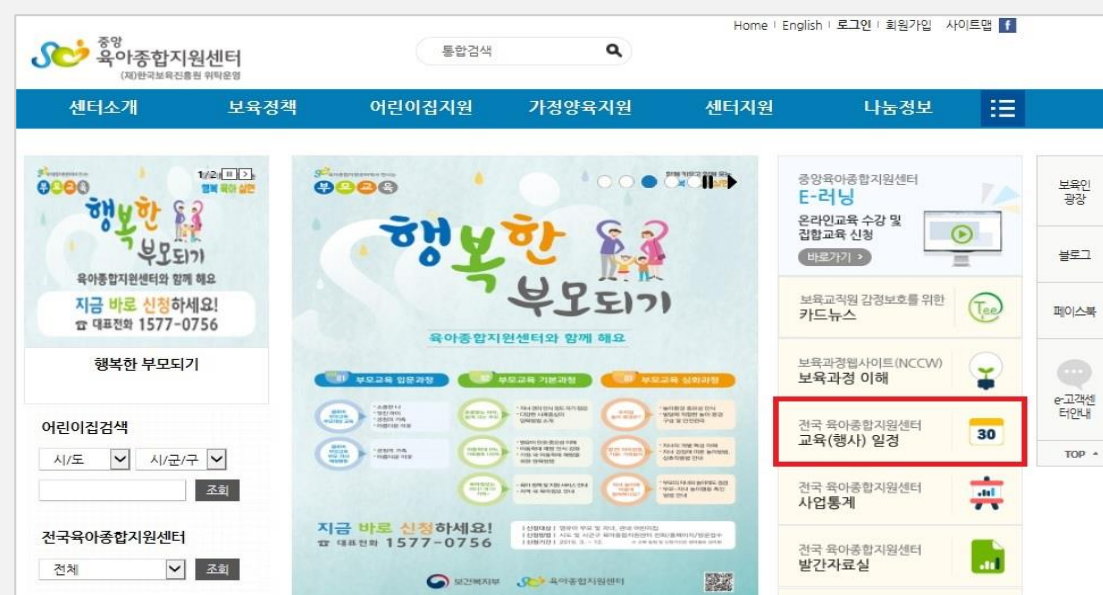 Home English 로그인 회원가입 사이트맵 f
중앙
육아종합지원센터
(재)한국보육진흥원 위탁운영
통합검색
센터소개 보육정책 어린이집지원 가정양육지원 센터지원 나눔정보
부모교육
1/2
행복 육아 실현
행복한
부모되기
육아종합지원센터와 함께 해요
지금 바로 신청하세요!
☎ 대표전화 1577-0756
행복한 부모되기
어린이집검색
시/도 시/군/구
조회
전국육아종합지원센터
전체 조회
부모교육
행복한
부모되기
육아종합지원센터와 함께 해요
01 부모교육 입문과정 02 부모교육 기본과정 03 부모교육 심화과정
지금 바로 신청하세요!
☎ 대표전화 1577-0756
보건복지부 육아종합지원센터
중앙육아종합지원센터
E-러닝
온라인교육 수강 및
집합교육 신청
바로가기 >
보육교직원 감정보호를 위한
카드뉴스
Tee
보육과정웹사이트(NCCW)
보육과정 이해
전국 육아종합지원센터
교육(행사) 일정
30
전국 육아종합지원센터
사업통계
전국 육아종합지원센터
발간자료실
보육인
광장
블로그
페이스북
e-고객센
터안내
TOP